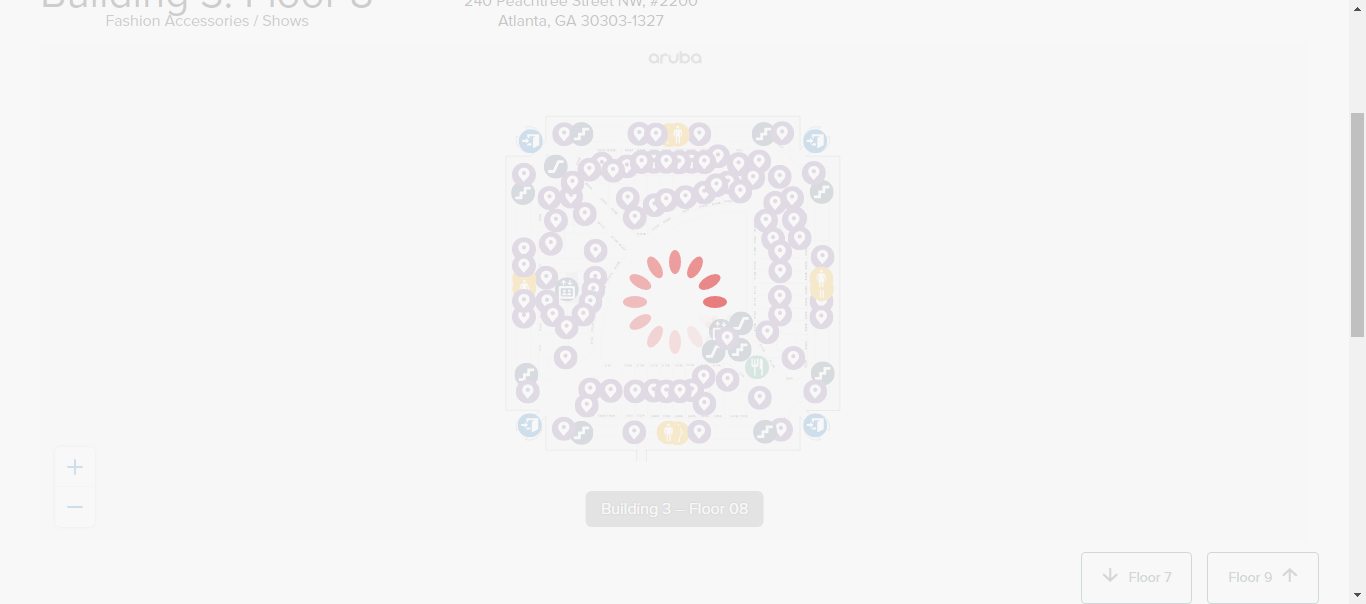 Building 3: Floor 8
240 Peachtree Street NW, #2200
Fashion Accessories / Shows
Atlanta, GA 30303-1327
aruba
Building 3 – Floor 08
Floor 7
Floor 9